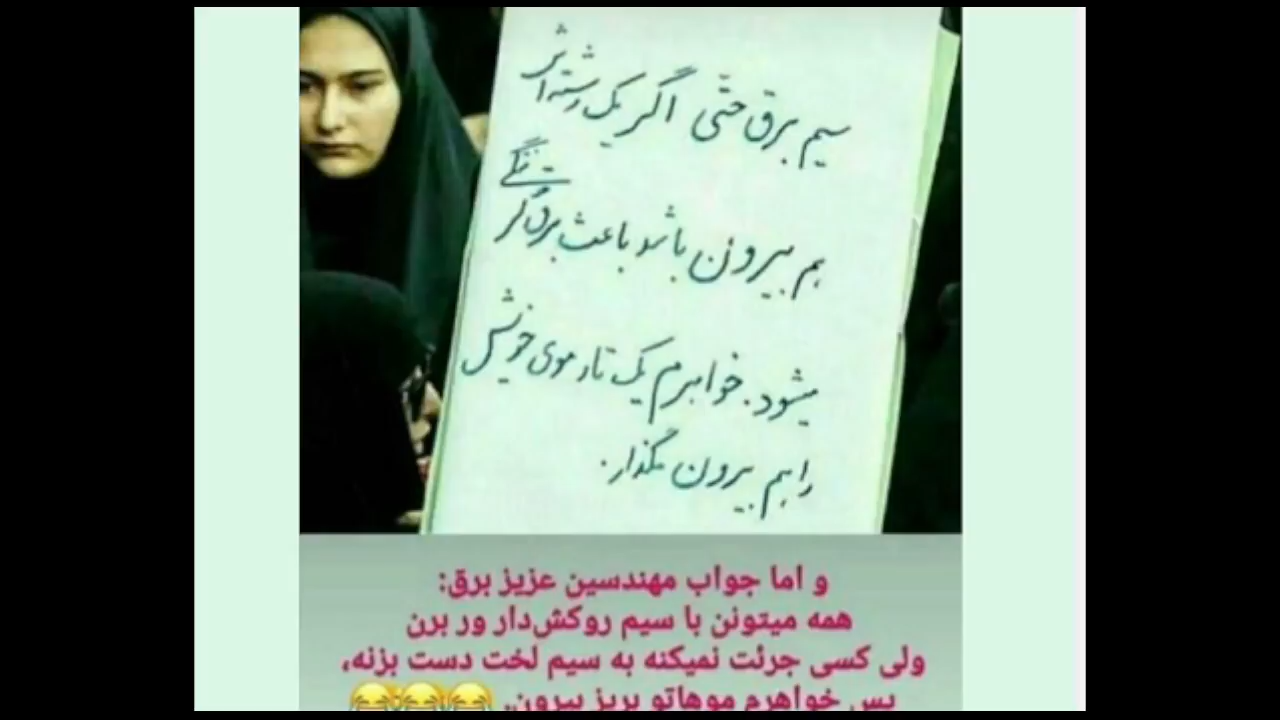 سیم برق حتّی اگر یک رشته اش
هم بیرون باشد باعث برق گرفتگی
میشود. خواهرم یک تار موی خویش
را هم بیرون مگذار.
و اما جواب مهندسین عزیز برق:
همه میتونن با سیم روکش‌دار ور برن
ولی کسی جرئت نمیکنه به سیم لخت دست بزنه،
پس خواهرم موهاتو بریز بیرون. 😂😂😂